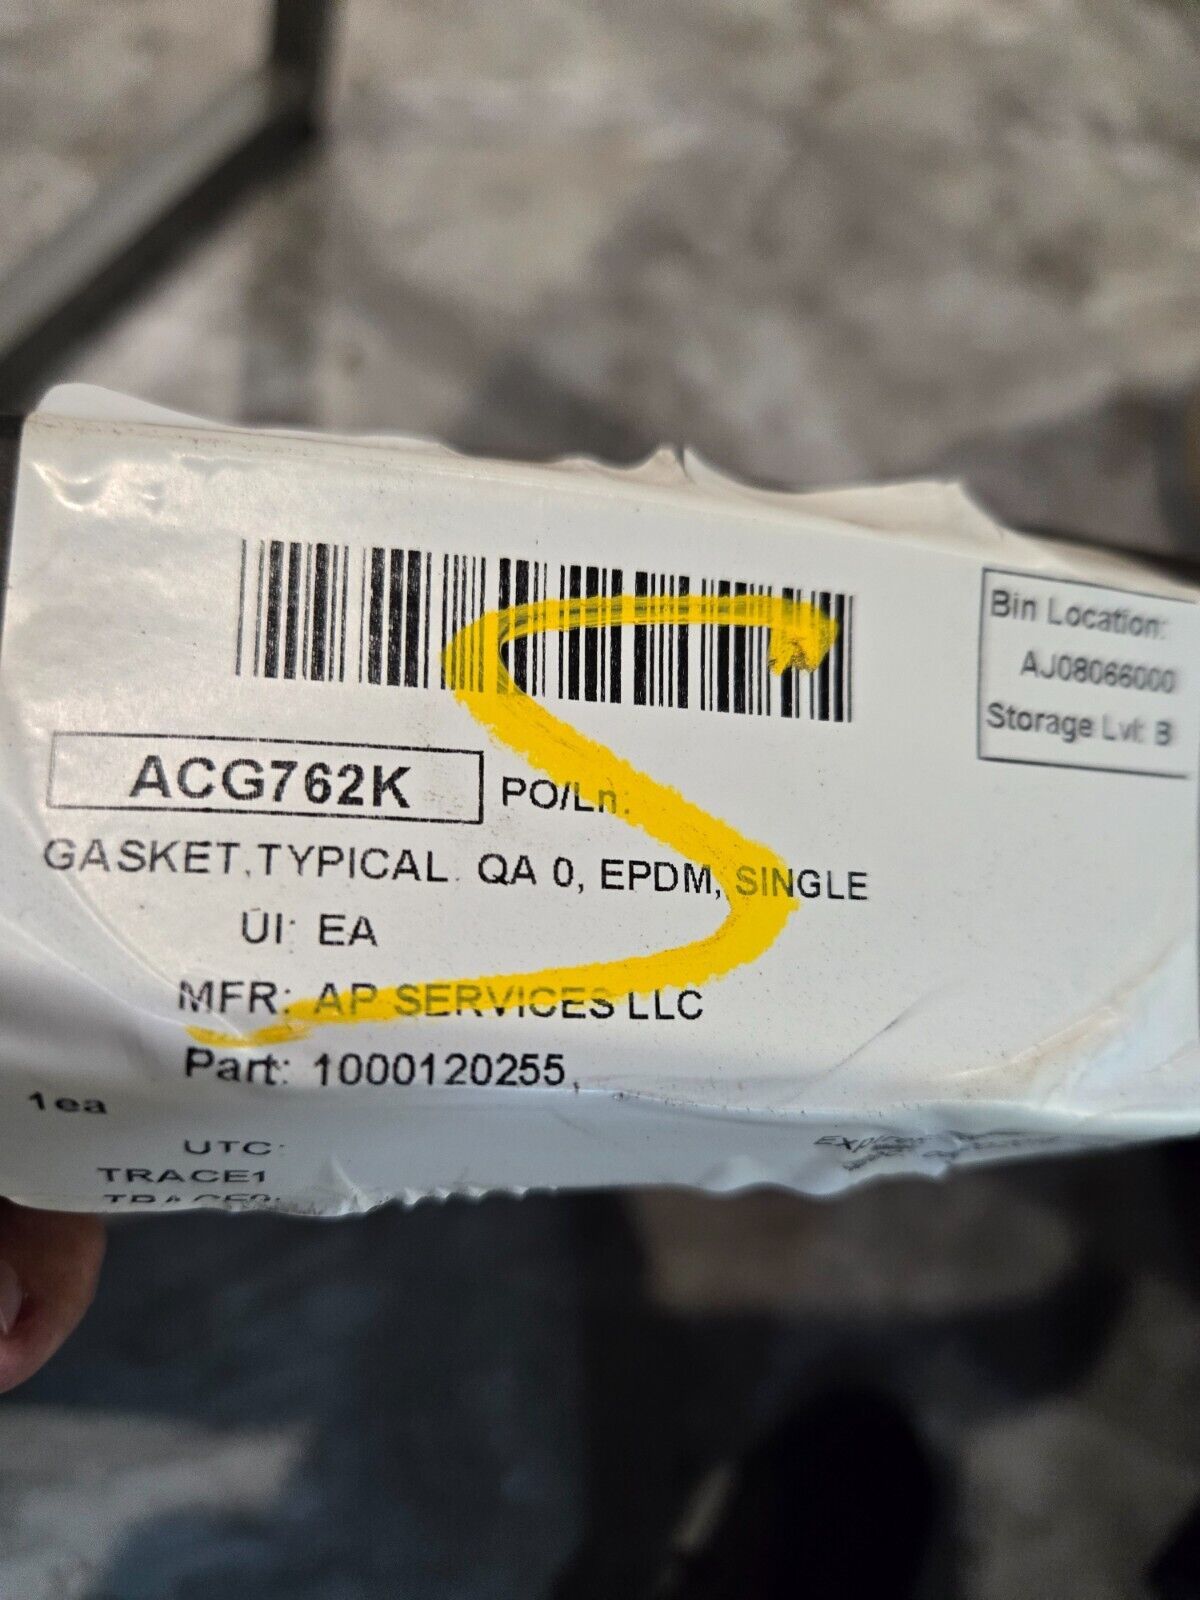 Bin Location:
AJ08066000
Storage Lvl: B
ACG762K
PO/Ln:
GASKET,TYPICAL. QA 0, EPDM, SINGLE
UI: EA
MFR: AP SERVICES LLC
Part: 1000120255,
1ea
UTC:
TRACE1
TRACE2:
S